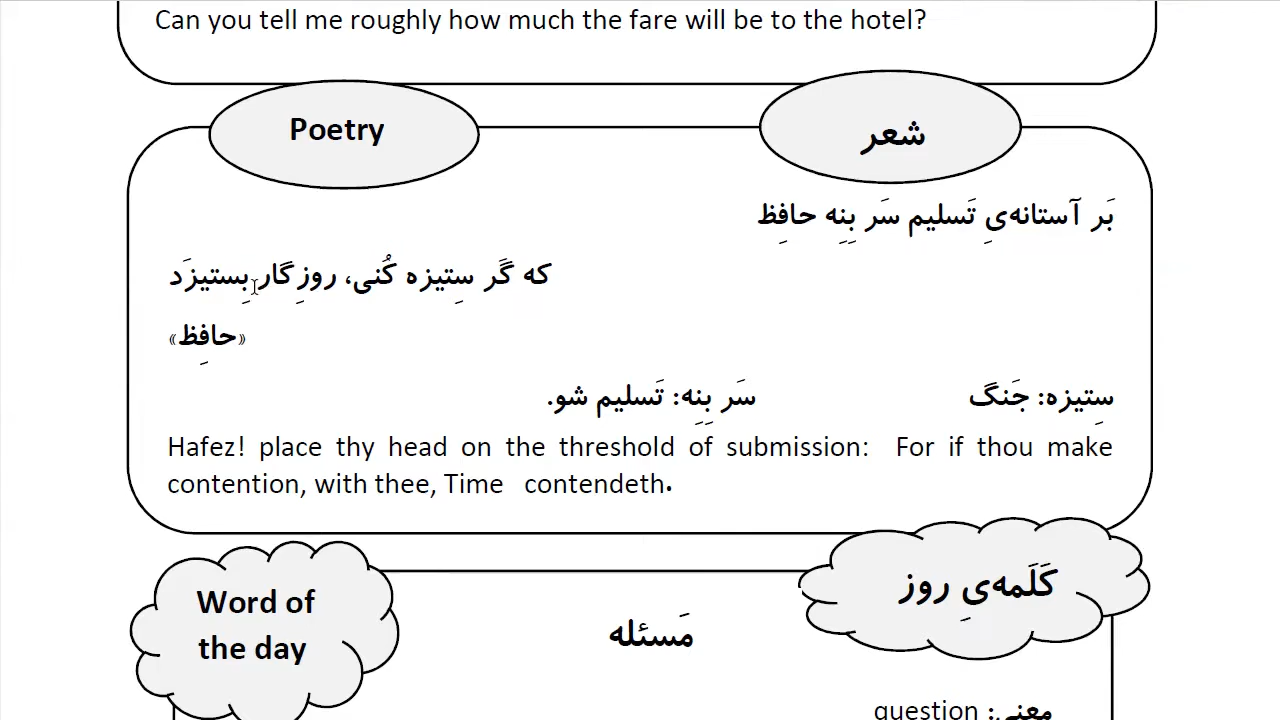 Can you tell me roughly how much the fare will be to the hotel?
Poetry
شعر
بَر آستانه‌یِ تَسلیم سَر بِنِه حافِظ
که گَر سِتیزه کُنی، روزِگار بِستیزَد
«حافِظ»
سِتیزه: جَنگ
سَر بِنِه: تَسلیم شو.
Hafez! place thy head on the threshold of submission: For if thou make
contention, with thee, Time contendeth.
Word of
the day
کَلَمه‌یِ روز
مَسئله
معنی: question